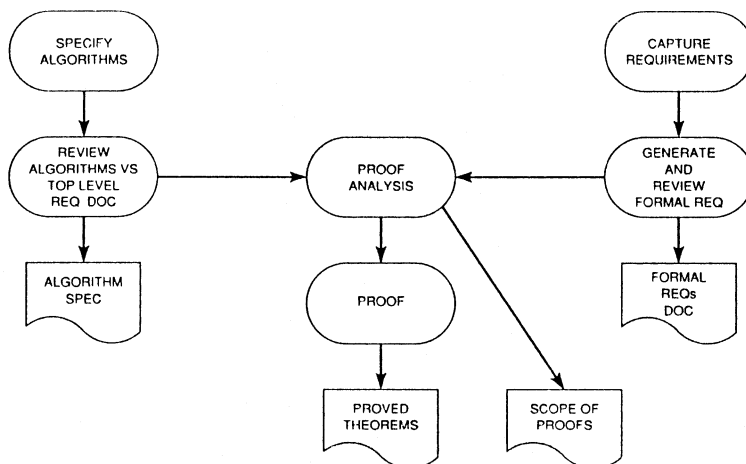 SPECIFY
ALGORITHMS
CAPTURE
REQUIREMENTS
REVIEW
ALGORITHMS VS
TOP LEVEL
REQ DOC
PROOF
ANALYSIS
GENERATE
AND
REVIEW
FORMAL REQ
ALGORITHM
SPEC
PROOF
FORMAL
REQs
DOC
PROVED
THEOREMS
SCOPE OF
PROOFS